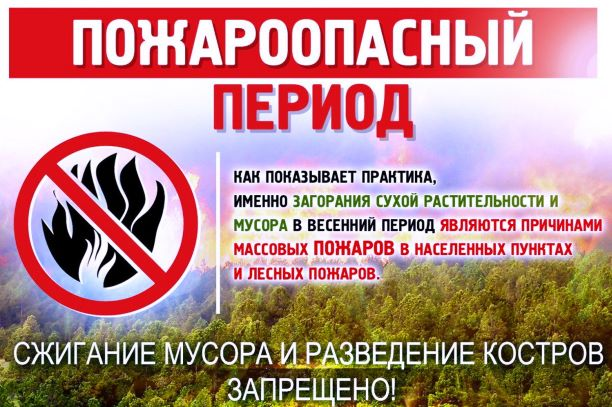 ПОЖАРООПАСНЫЙ
ПЕРИОД
КАК ПОКАЗЫВАЕТ ПРАКТИКА,
ИМЕННО ЗАГОРАНИЯ СУХОЙ РАСТИТЕЛЬНОСТИ И
МУСОРА В ВЕСЕННИЙ ПЕРИОД ЯВЛЯЮТСЯ ПРИЧИНАМИ
МАССОВЫХ ПОЖАРОВ В НАСЕЛЕННЫХ ПУНКТАХ
И ЛЕСНЫХ ПОЖАРОВ.
СЖИГАНИЕ МУСОРА И РАЗВЕДЕНИЕ КОСТРОВ
ЗАПРЕЩЕНО!